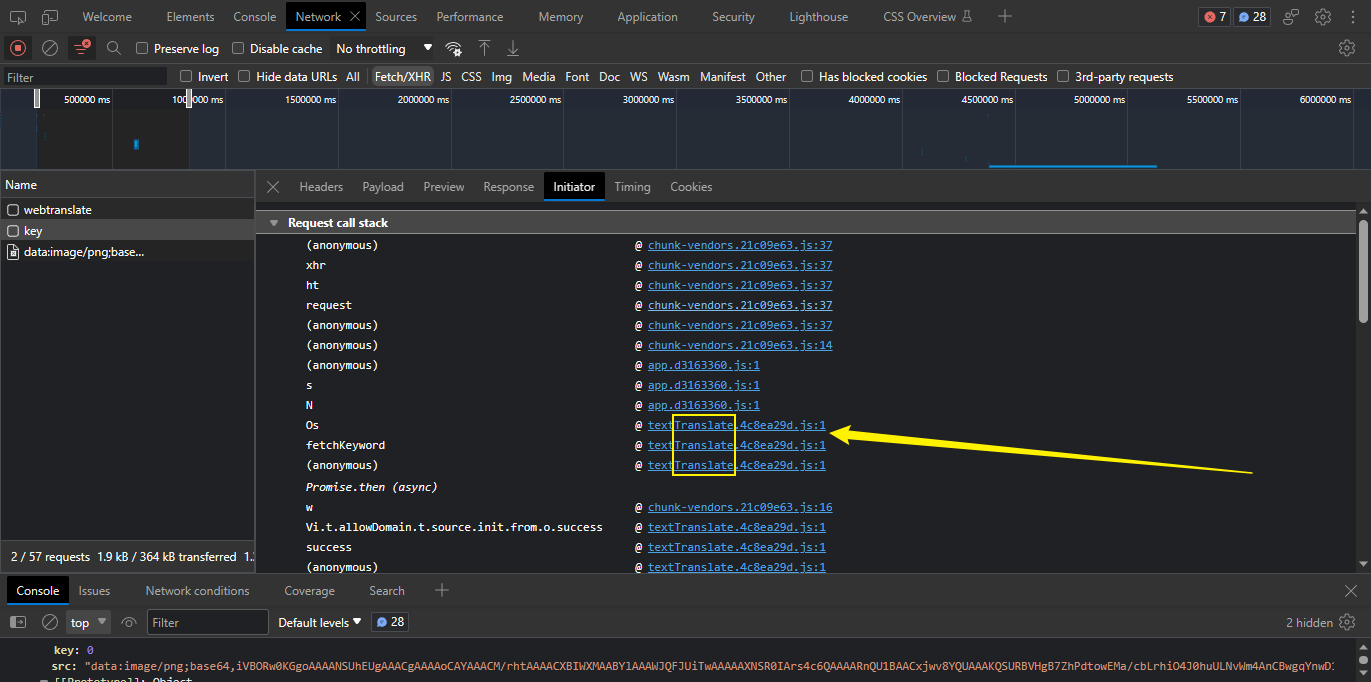 Welcome Elements Console Network Sources Performance Memory Application Security Lighthouse CSS Overview 7 28
Preserve log Disable cache No throttling
Filter Invert Hide data URLs All Fetch/XHR JS CSS Img Media Font Doc WS Wasm Manifest Other Has blocked cookies Blocked Requests 3rd-party requests
500000 ms 1000000 ms 1500000 ms 2000000 ms 2500000 ms 3000000 ms 3500000 ms 4000000 ms 4500000 ms 5000000 ms 5500000 ms 6000000 ms
Name
webtranslate
key
data:image/png;base...
2 / 57 requests 1.9 kB / 364 kB transferred 1.
Headers Payload Preview Response Initiator Timing Cookies
Request call stack
(anonymous) @ chunk-vendors.21c09e63.js:37
xhr @ chunk-vendors.21c09e63.js:37
ht @ chunk-vendors.21c09e63.js:37
request @ chunk-vendors.21c09e63.js:37
(anonymous) @ chunk-vendors.21c09e63.js:37
(anonymous) @ chunk-vendors.21c09e63.js:14
(anonymous) @ app.d3163360.js:1
s @ app.d3163360.js:1
N @ app.d3163360.js:1
Os @ textTranslate.4c8ea29d.js:1
fetchKeyword @ textTranslate.4c8ea29d.js:1
(anonymous) @ textTranslate.4c8ea29d.js:1
Promise.then (async)
w @ chunk-vendors.21c09e63.js:16
Vi.t.allowDomain.t.source.init.from.o.success @ textTranslate.4c8ea29d.js:1
success @ textTranslate.4c8ea29d.js:1
(anonymous) @ textTranslate.4c8ea29d.js:1
Console Issues Network conditions Coverage Search
top Filter Default levels 28 2 hidden
key: 0
src: "data:image/png;base64,
[[Prototype]]: Object